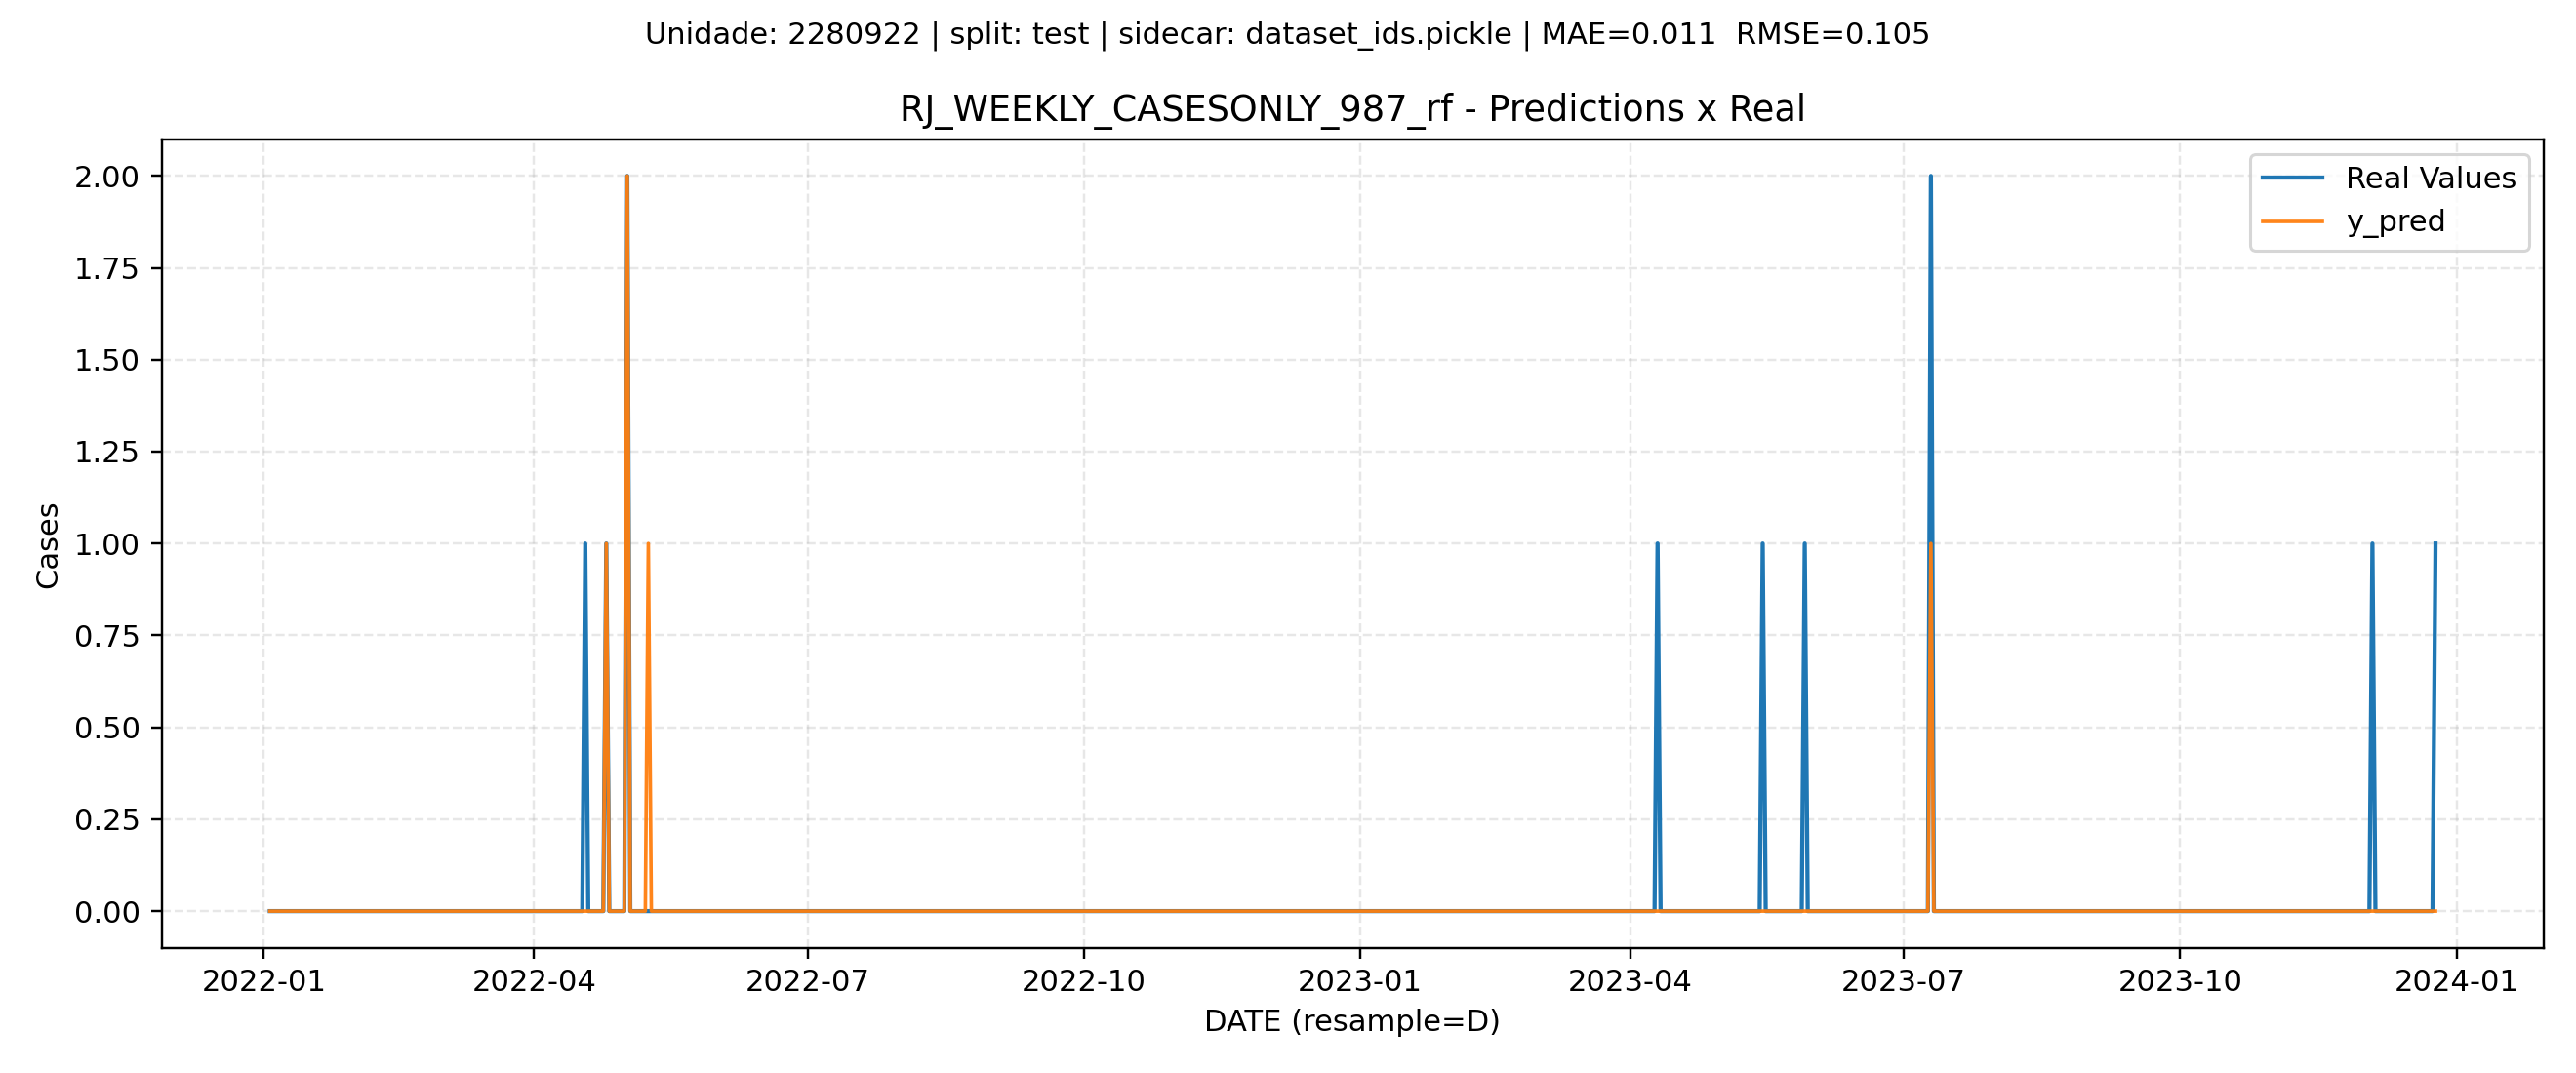 Unidade: 2280922 | split: test | sidecar: dataset_ids.pickle | MAE=0.011  RMSE=0.105
RJ_WEEKLY_CASESONLY_987_rf - Predictions x Real
Real Values
y_pred
Cases
2.00
1.75
1.50
1.25
1.00
0.75
0.50
0.25
0.00
2022-01 2022-04 2022-07 2022-10 2023-01 2023-04 2023-07 2023-10 2024-01
DATE (resample=D)